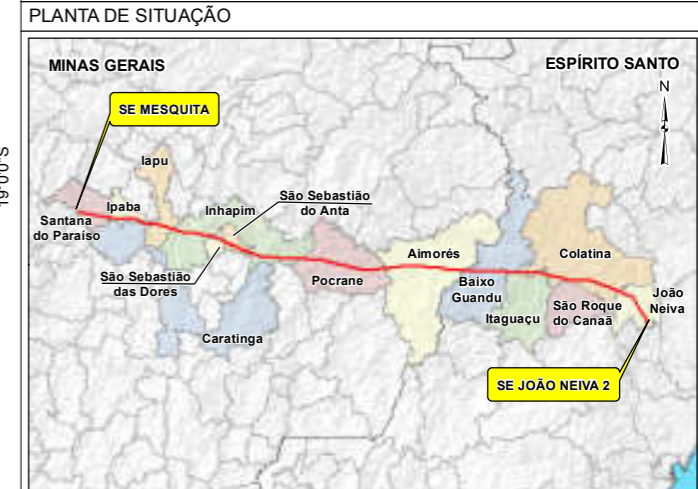 PLANTA DE SITUAÇÃO
MINAS GERAIS
ESPÍRITO SANTO
N
SE MESQUITA
19°0'0"S
Iapu
São Sebastião
do Anta
Ipaba
Inhapim
Santana
do Paraíso
Aimorés
Colatina
São Sebastião
das Dores
Pocrane
Baixo
Guandu
João
Neiva
São Roque
do Canaã
Itaguaçu
Caratinga
SE JOÃO NEIVA 2